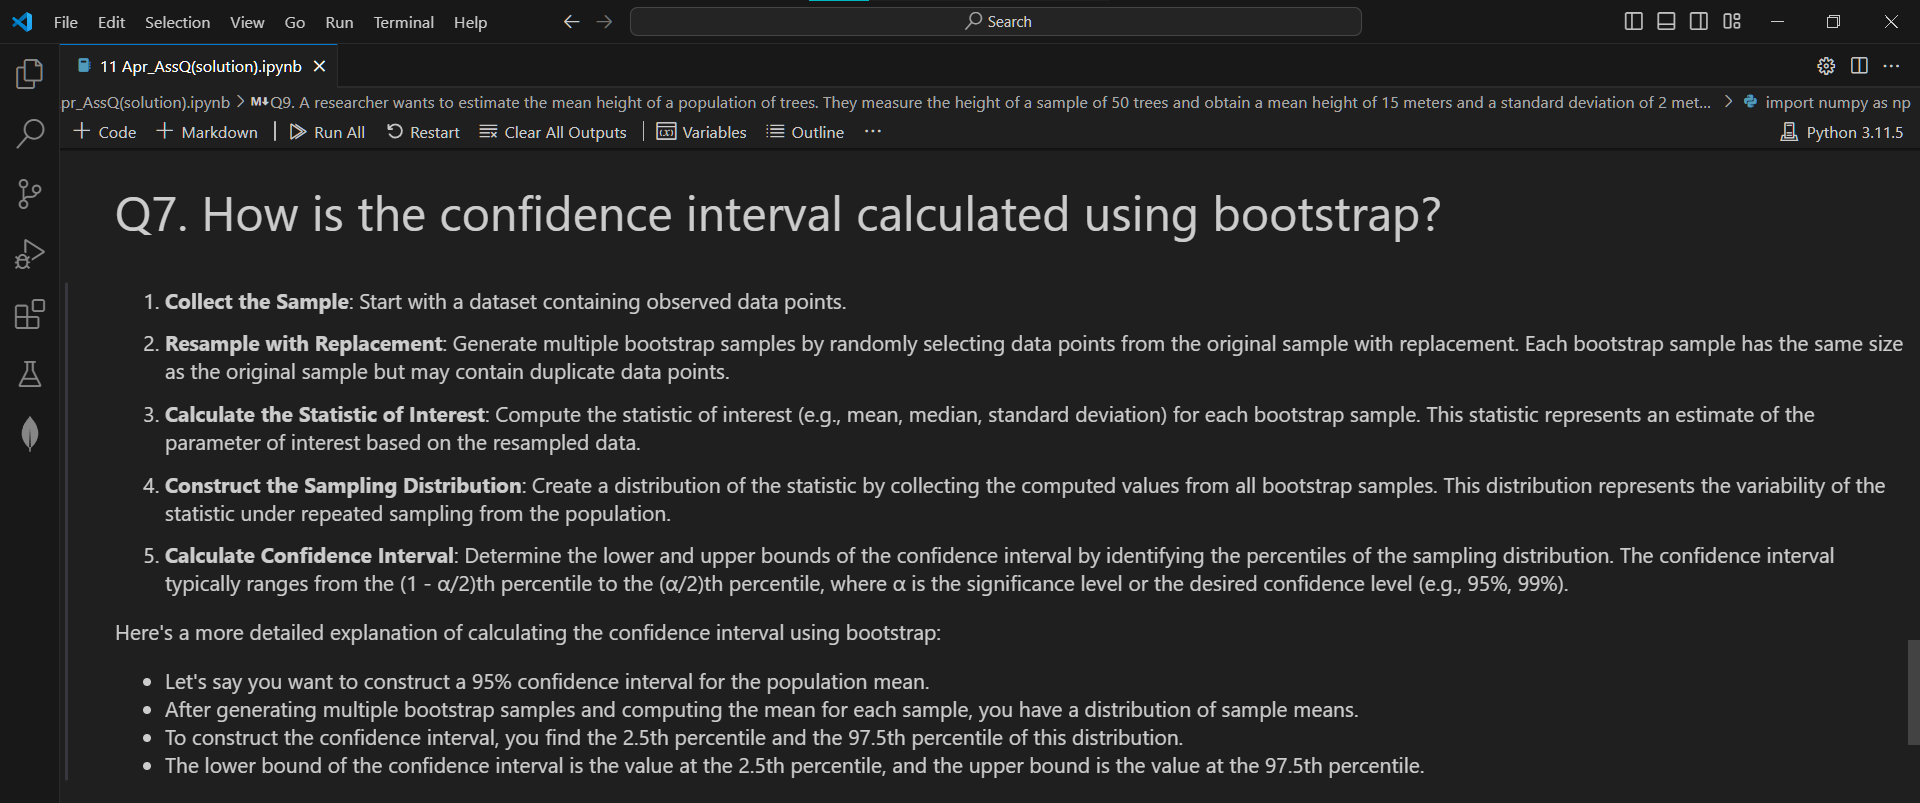 File Edit Selection View Go Run Terminal Help Search
11 Apr_AssQ(solution).ipynb
pr_AssQ(solution).ipynb > M↓Q9. A researcher wants to estimate the mean height of a population of trees. They measure the height of a sample of 50 trees and obtain a mean height of 15 meters and a standard deviation of 2 met... > import numpy as np
+ Code + Markdown | Run All Restart Clear All Outputs | Variables Outline ... Python 3.11.5
Q7. How is the confidence interval calculated using bootstrap?
1. Collect the Sample: Start with a dataset containing observed data points.
2. Resample with Replacement: Generate multiple bootstrap samples by randomly selecting data points from the original sample with replacement. Each bootstrap sample has the same size
as the original sample but may contain duplicate data points.
3. Calculate the Statistic of Interest: Compute the statistic of interest (e.g., mean, median, standard deviation) for each bootstrap sample. This statistic represents an estimate of the
parameter of interest based on the resampled data.
4. Construct the Sampling Distribution: Create a distribution of the statistic by collecting the computed values from all bootstrap samples. This distribution represents the variability of the
statistic under repeated sampling from the population.
5. Calculate Confidence Interval: Determine the lower and upper bounds of the confidence interval by identifying the percentiles of the sampling distribution. The confidence interval
typically ranges from the (1 - α/2)th percentile to the (α/2)th percentile, where α is the significance level or the desired confidence level (e.g., 95%, 99%).
Here's a more detailed explanation of calculating the confidence interval using bootstrap:
• Let's say you want to construct a 95% confidence interval for the population mean.
• After generating multiple bootstrap samples and computing the mean for each sample, you have a distribution of sample means.
• To construct the confidence interval, you find the 2.5th percentile and the 97.5th percentile of this distribution.
• The lower bound of the confidence interval is the value at the 2.5th percentile, and the upper bound is the value at the 97.5th percentile.